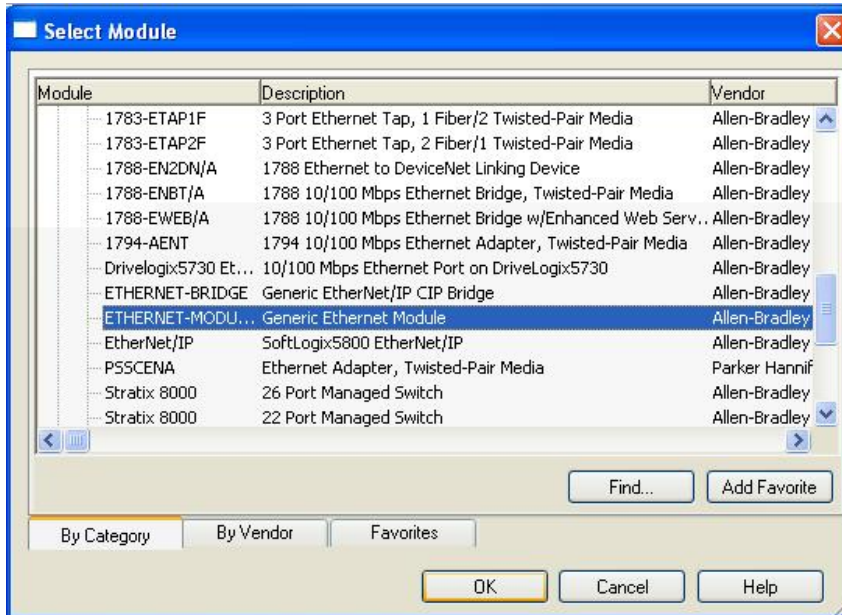 Select Module
Module Description Vendor
1783-ETAP1F 3 Port Ethernet Tap, 1 Fiber/2 Twisted-Pair Media Allen-Bradley
1783-ETAP2F 3 Port Ethernet Tap, 2 Fiber/1 Twisted-Pair Media Allen-Bradley
1788-EN2DN/A 1788 Ethernet to DeviceNet Linking Device Allen-Bradley
1788-ENBT/A 1788 10/100 Mbps Ethernet Bridge, Twisted-Pair Media Allen-Bradley
1788-EWEB/A 1788 10/100 Mbps Ethernet Bridge w/Enhanced Web Serv... Allen-Bradley
1794-AENT 1794 10/100 Mbps Ethernet Adapter, Twisted-Pair Media Allen-Bradley
Drivelogix5730 Et... 10/100 Mbps Ethernet Port on DriveLogix5730 Allen-Bradley
ETHERNET-BRIDGE Generic EtherNet/IP CIP Bridge Allen-Bradley
ETHERNET-MODU... Generic Ethernet Module Allen-Bradley
EtherNet/IP SoftLogix5800 EtherNet/IP Allen-Bradley
PSSCENA Ethernet Adapter, Twisted-Pair Media Parker Hannif
Stratix 8000 26 Port Managed Switch Allen-Bradley
Stratix 8000 22 Port Managed Switch Allen-Bradley
Find... Add Favorite
By Category By Vendor Favorites
OK Cancel Help